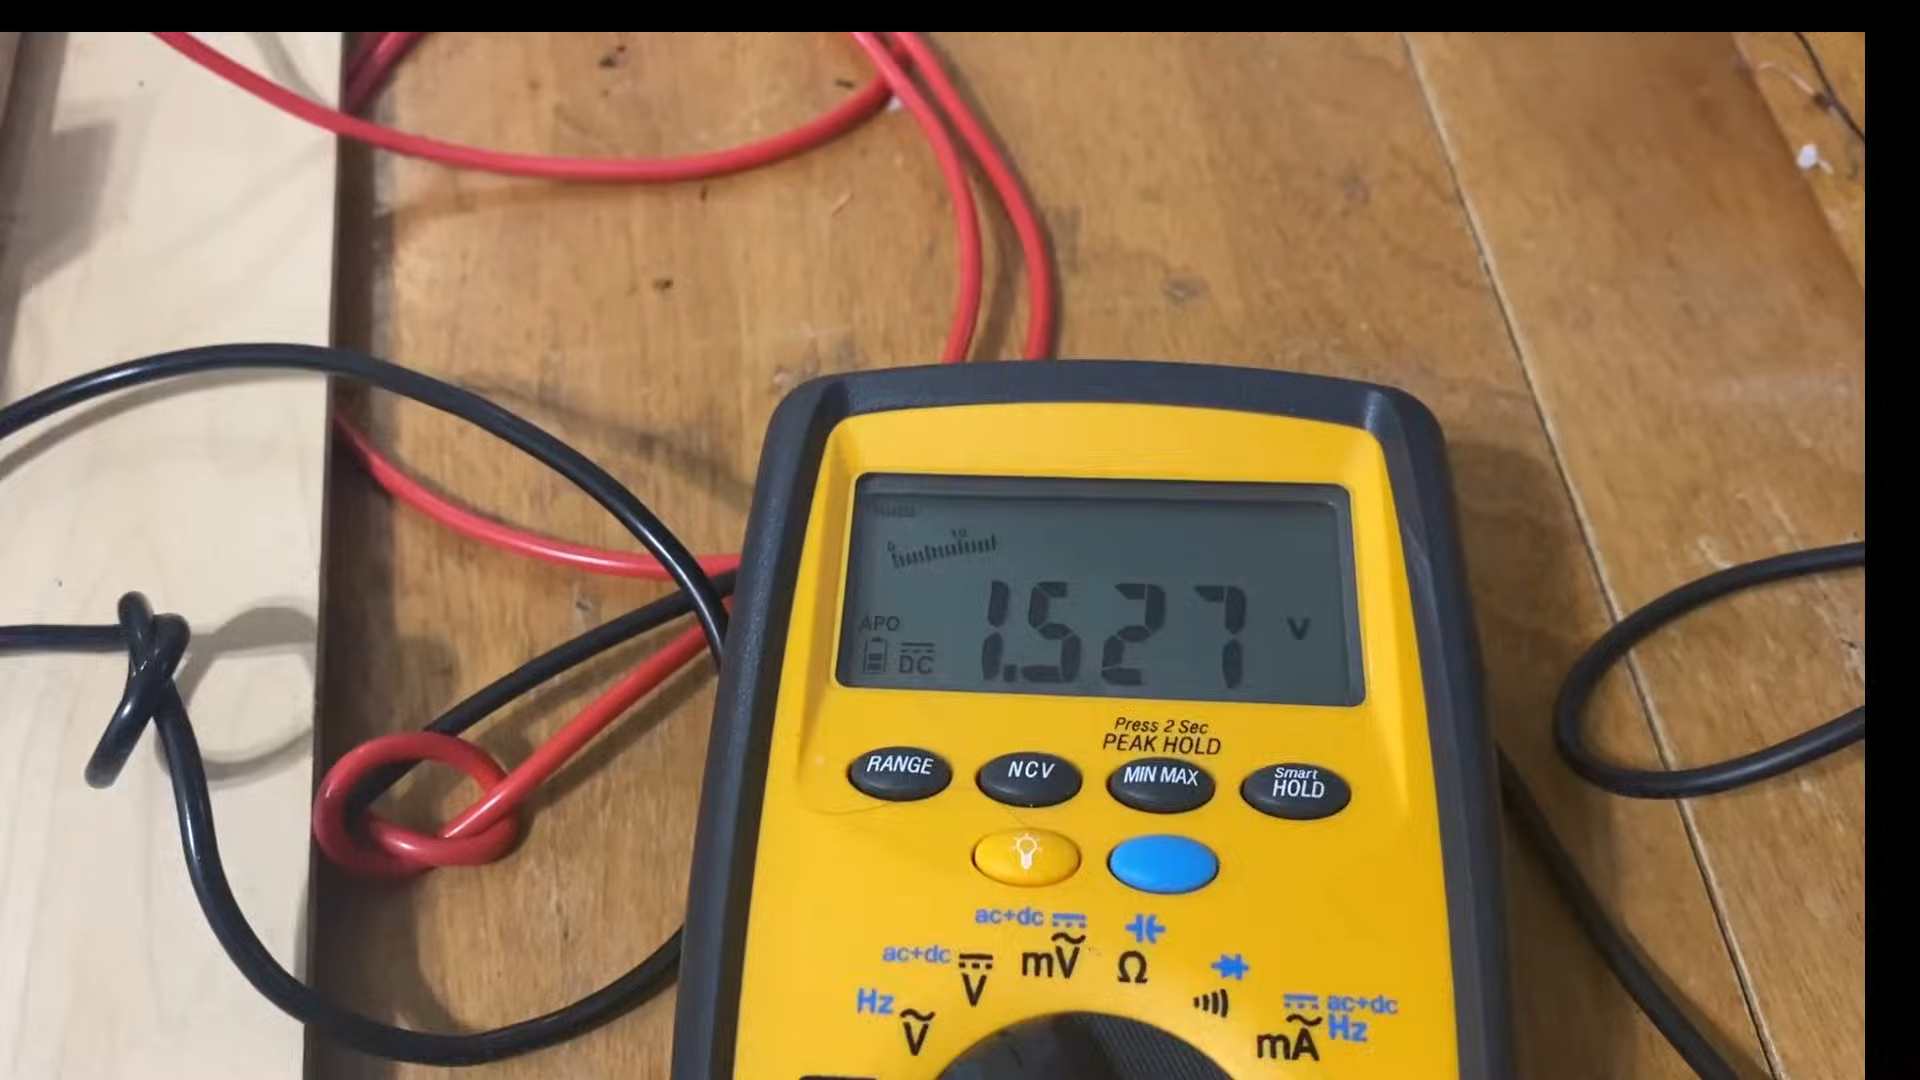 AUTO
0 10
1.527 V
APO
DC
Press 2 Sec
PEAK HOLD
RANGE
NCV
MIN MAX
Smart
HOLD
ac+dc
mV
Ω
ac+dc
V
Hz
V
ac+dc
Hz
mA